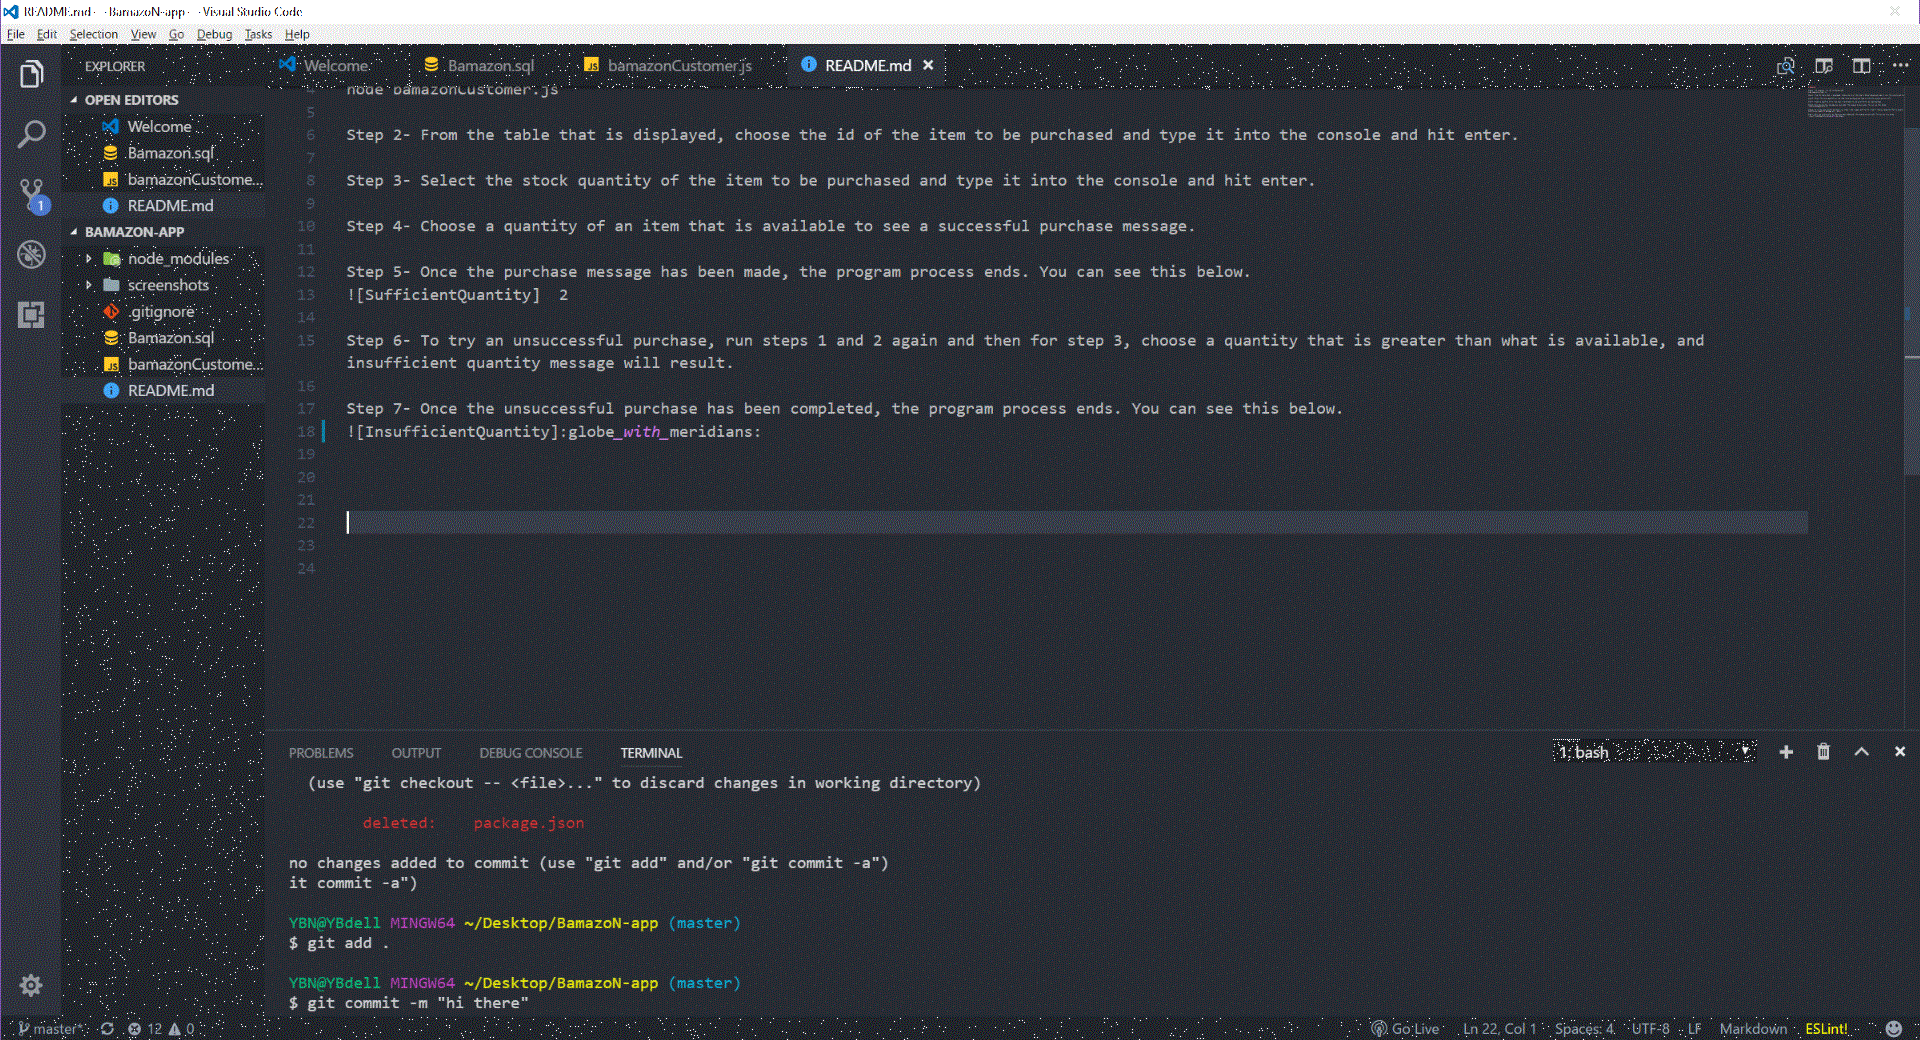 README.md - BamazoN-app - Visual Studio Code
File Edit Selection View Go Debug Tasks Help
EXPLORER
OPEN EDITORS
Welcome
Bamazon.sql
bamazonCustome...
README.md
BAMAZON-APP
node_modules
screenshots
.gitignore
Bamazon.sql
bamazonCustome...
README.md
Welcome Bamazon.sql bamazonCustomer.js README.md
4 node bamazonCustomer.js
5
6 Step 2- From the table that is displayed, choose the id of the item to be purchased and type it into the console and hit enter.
7
8 Step 3- Select the stock quantity of the item to be purchased and type it into the console and hit enter.
9
10 Step 4- Choose a quantity of an item that is available to see a successful purchase message.
11
12 Step 5- Once the purchase message has been made, the program process ends. You can see this below.
13 ![SufficientQuantity]  2
14
15 Step 6- To try an unsuccessful purchase, run steps 1 and 2 again and then for step 3, choose a quantity that is greater than what is available, and
insufficient quantity message will result.
16
17 Step 7- Once the unsuccessful purchase has been completed, the program process ends. You can see this below.
18 ![InsufficientQuantity]:globe_with_meridians:
19
20
21
22
23
24
PROBLEMS OUTPUT DEBUG CONSOLE TERMINAL 1: bash
(use "git checkout -- <file>..." to discard changes in working directory)
deleted: package.json
no changes added to commit (use "git add" and/or "git commit -a")
it commit -a")
YBN@YBdell MINGW64 ~/Desktop/BamazoN-app (master)
$ git add .
YBN@YBdell MINGW64 ~/Desktop/BamazoN-app (master)
$ git commit -m "hi there"
1
master* 12 0 Go Live Ln 22, Col 1 Spaces: 4 UTF-8 LF Markdown ESLint!